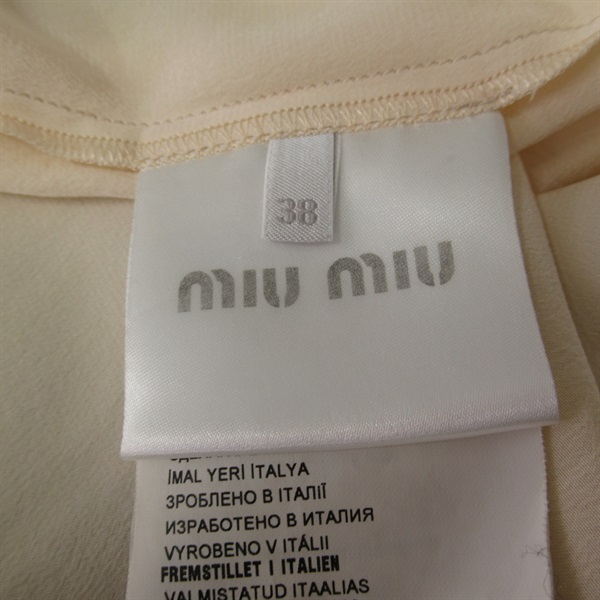 38
miu miu
İMAL YERİ İTALYA
ЗРОБЛЕНО В ІТАЛІЇ
ИЗРАБОТЕНО В ИТАЛИЯ
VYROBENO V ITÁLII
FREMSTILLET I ITALIEN
VALMISTATUD ITAALIAS